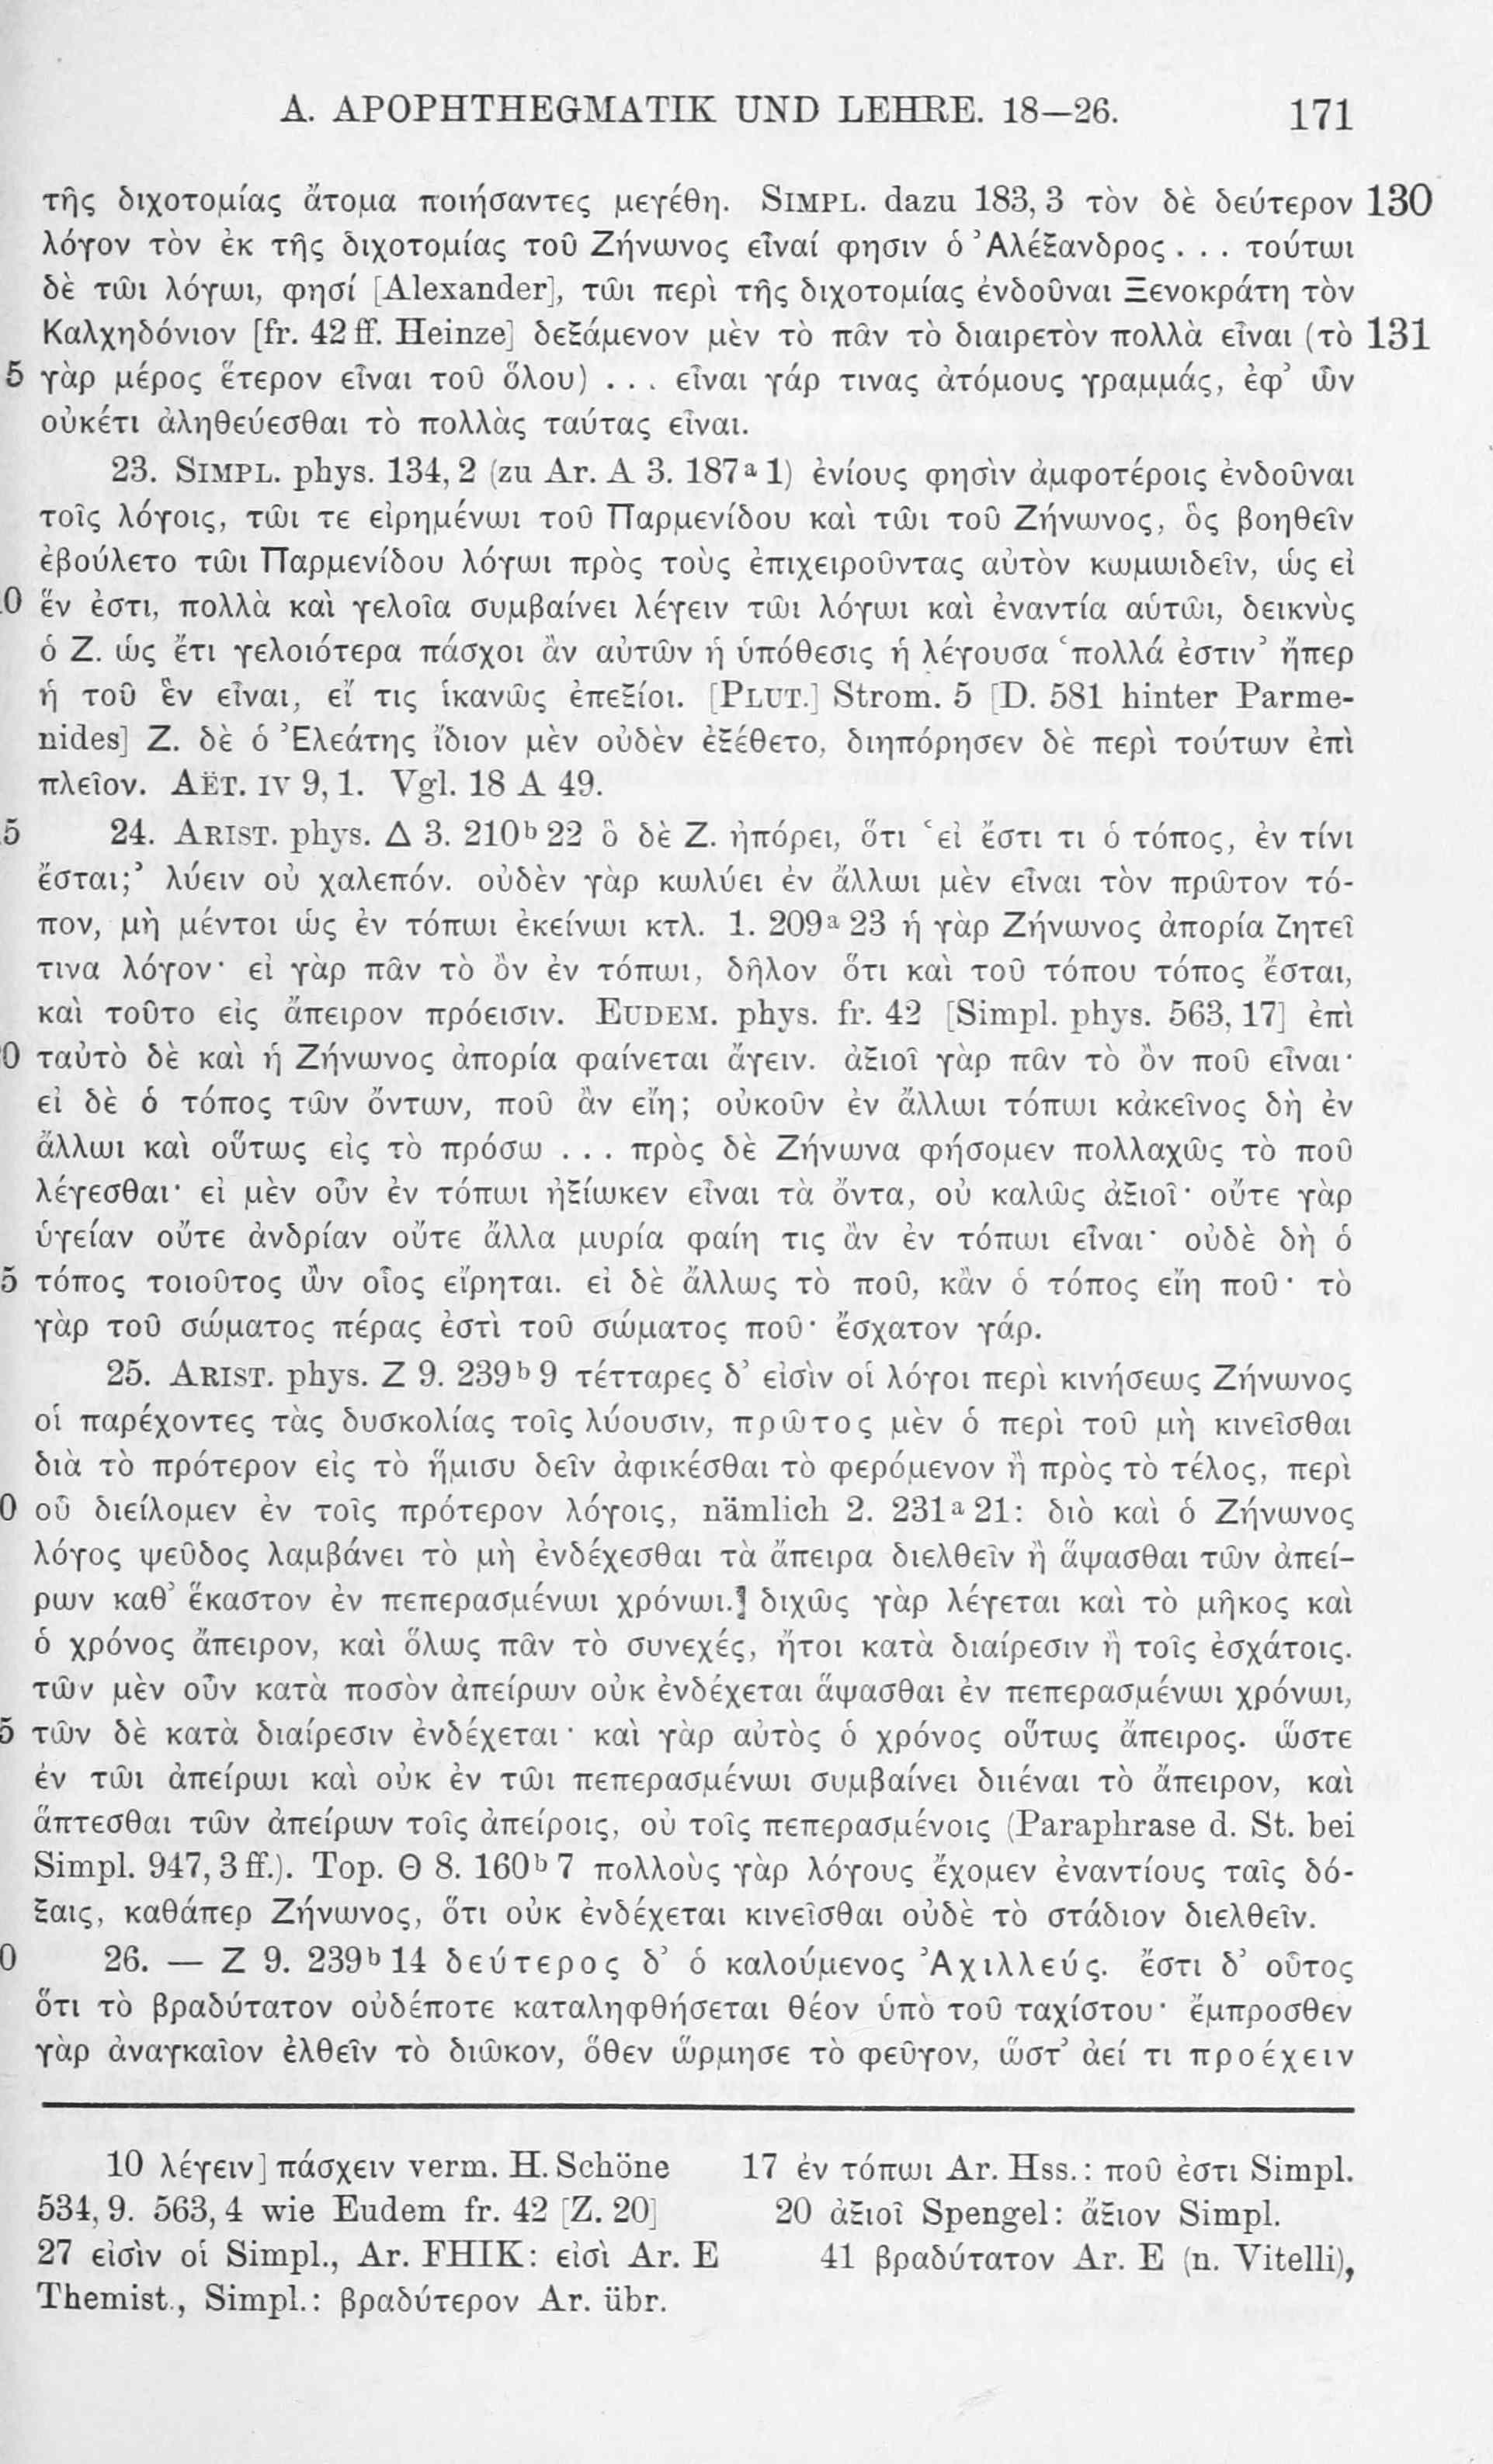 A. APOPHTHEGMATIK UND LEHRE. 18—26. 171
τῆς διχοτομίας ἄτομα ποιήσαντες μεγέθη. SIMPL. dazu 183, 3 τὸν δὲ δεύτερον 130
λόγον τὸν ἐκ τῆς διχοτομίας τοῦ Ζήνωνος εἶναί φησιν ὁ Ἀλέξανδρος . . . τούτωι
δὲ τῶι λόγωι, φησί [Alexander], τῶι περὶ τῆς διχοτομίας ἐνδοῦναι Ξενοκράτη τὸν
Καλχηδόνιον [fr. 42 ff. Heinze] δεξάμενον μὲν τὸ πᾶν τὸ διαιρετὸν πολλὰ εἶναι (τὸ 131
5 γὰρ μέρος ἕτερον εἶναι τοῦ ὅλου) . . . εἶναι γάρ τινας ἀτόμους γραμμάς, ἐφ' ὧν
οὐκέτι ἀληθεύεσθαι τὸ πολλὰς ταύτας εἶναι.
23. SIMPL. phys. 134, 2 (zu Ar. A 3. 187ᵃ 1) ἐνίους φησὶν ἀμφοτέροις ἐνδοῦναι
τοῖς λόγοις, τῶι τε εἰρημένωι τοῦ Παρμενίδου καὶ τῶι τοῦ Ζήνωνος, ὃς βοηθεῖν
ἐβούλετο τῶι Παρμενίδου λόγωι πρὸς τοὺς ἐπιχειροῦντας αὐτὸν κωμωιδεῖν, ὡς εἰ
0 ἕν ἐστι, πολλὰ καὶ γελοῖα συμβαίνει λέγειν τῶι λόγωι καὶ ἐναντία αὑτῶι, δεικνὺς
ὁ Ζ. ὡς ἔτι γελοιότερα πάσχοι ἂν αὐτῶν ἡ ὑπόθεσις ἡ λέγουσα ‘πολλά ἐστιν’ ἤπερ
ἡ τοῦ ἓν εἶναι, εἴ τις ἱκανῶς ἐπεξίοι. [PLUT.] Strom. 5 [D. 581 hinter Parme-
nides] Ζ. δὲ ὁ Ἐλεάτης ἴδιον μὲν οὐδὲν ἐξέθετο, διηπόρησεν δὲ περὶ τούτων ἐπὶ
πλεῖον. AËT. IV 9, 1. Vgl. 18 A 49.
5 24. ARIST. phys. Δ 3. 210ᵇ 22 ὃ δὲ Ζ. ἠπόρει, ὅτι ‘εἰ ἔστι τι ὁ τόπος, ἐν τίνι
ἔσται;’ λύειν οὐ χαλεπόν. οὐδὲν γὰρ κωλύει ἐν ἄλλωι μὲν εἶναι τὸν πρῶτον τό-
πον, μὴ μέντοι ὡς ἐν τόπωι ἐκείνωι κτλ. 1. 209ᵃ 23 ἡ γὰρ Ζήνωνος ἀπορία ζητεῖ
τινα λόγον· εἰ γὰρ πᾶν τὸ ὂν ἐν τόπωι, δῆλον ὅτι καὶ τοῦ τόπου τόπος ἔσται,
καὶ τοῦτο εἰς ἄπειρον πρόεισιν. EUDEM. phys. fr. 42 [Simpl. phys. 563, 17] ἐπὶ
0 ταὐτὸ δὲ καὶ ἡ Ζήνωνος ἀπορία φαίνεται ἄγειν. ἀξιοῖ γὰρ πᾶν τὸ ὂν ποῦ εἶναι·
εἰ δὲ ὁ τόπος τῶν ὄντων, ποῦ ἂν εἴη; οὐκοῦν ἐν ἄλλωι τόπωι κἀκεῖνος δὴ ἐν
ἄλλωι καὶ οὕτως εἰς τὸ πρόσω . . . πρὸς δὲ Ζήνωνα φήσομεν πολλαχῶς τὸ ποῦ
λέγεσθαι· εἰ μὲν οὖν ἐν τόπωι ἠξίωκεν εἶναι τὰ ὄντα, οὐ καλῶς ἀξιοῖ· οὔτε γὰρ
ὑγείαν οὔτε ἀνδρίαν οὔτε ἄλλα μυρία φαίη τις ἂν ἐν τόπωι εἶναι· οὐδὲ δὴ ὁ
5 τόπος τοιοῦτος ὢν οἷος εἴρηται. εἰ δὲ ἄλλως τὸ ποῦ, κἂν ὁ τόπος εἴη ποῦ· τὸ
γὰρ τοῦ σώματος πέρας ἐστὶ τοῦ σώματος ποῦ· ἔσχατον γάρ.
25. ARIST. phys. Ζ 9. 239ᵇ 9 τέτταρες δ' εἰσὶν οἱ λόγοι περὶ κινήσεως Ζήνωνος
οἱ παρέχοντες τὰς δυσκολίας τοῖς λύουσιν, πρῶτος μὲν ὁ περὶ τοῦ μὴ κινεῖσθαι
διὰ τὸ πρότερον εἰς τὸ ἥμισυ δεῖν ἀφικέσθαι τὸ φερόμενον ἢ πρὸς τὸ τέλος, περὶ
0 οὗ διείλομεν ἐν τοῖς πρότερον λόγοις, nämlich 2. 231ᵃ 21: διὸ καὶ ὁ Ζήνωνος
λόγος ψεῦδος λαμβάνει τὸ μὴ ἐνδέχεσθαι τὰ ἄπειρα διελθεῖν ἢ ἅψασθαι τῶν ἀπεί-
ρων καθ' ἕκαστον ἐν πεπερασμένωι χρόνωι.] διχῶς γὰρ λέγεται καὶ τὸ μῆκος καὶ
ὁ χρόνος ἄπειρον, καὶ ὅλως πᾶν τὸ συνεχές, ἤτοι κατὰ διαίρεσιν ἢ τοῖς ἐσχάτοις.
τῶν μὲν οὖν κατὰ ποσὸν ἀπείρων οὐκ ἐνδέχεται ἅψασθαι ἐν πεπερασμένωι χρόνωι,
5 τῶν δὲ κατὰ διαίρεσιν ἐνδέχεται· καὶ γὰρ αὐτὸς ὁ χρόνος οὕτως ἄπειρος. ὥστε
ἐν τῶι ἀπείρωι καὶ οὐκ ἐν τῶι πεπερασμένωι συμβαίνει διιέναι τὸ ἄπειρον, καὶ
ἅπτεσθαι τῶν ἀπείρων τοῖς ἀπείροις, οὐ τοῖς πεπερασμένοις (Paraphrase d. St. bei
Simpl. 947, 3 ff.). Top. Θ 8. 160ᵇ 7 πολλοὺς γὰρ λόγους ἔχομεν ἐναντίους ταῖς δό-
ξαις, καθάπερ Ζήνωνος, ὅτι οὐκ ἐνδέχεται κινεῖσθαι οὐδὲ τὸ στάδιον διελθεῖν.
0 26. — Ζ 9. 239ᵇ 14 δεύτερος δ' ὁ καλούμενος Ἀχιλλεύς. ἔστι δ' οὗτος
ὅτι τὸ βραδύτατον οὐδέποτε καταληφθήσεται θέον ὑπὸ τοῦ ταχίστου· ἔμπροσθεν
γὰρ ἀναγκαῖον ἐλθεῖν τὸ διῶκον, ὅθεν ὥρμησε τὸ φεῦγον, ὥστ' ἀεί τι προέχειν
10 λέγειν] πάσχειν verm. H. Schöne 17 ἐν τόπωι Ar. Hss.: ποῦ ἐστι Simpl.
534, 9. 563, 4 wie Eudem fr. 42 [Z. 20] 20 ἀξιοῖ Spengel: ἄξιον Simpl.
27 εἰσὶν οἱ Simpl., Ar. FHIK: εἰσὶ Ar. E 41 βραδύτατον Ar. E (n. Vitelli),
Themist., Simpl.: βραδύτερον Ar. übr.